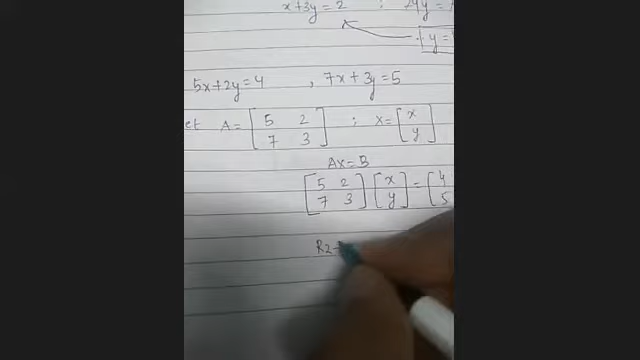 x+3y=2
y=
5x+2y=4 , 7x+3y=5
et A= [5 2 ; x= [x
7 3] y]
Ax=B
[5 2] [x] = [4
7 3] y] 5
R2